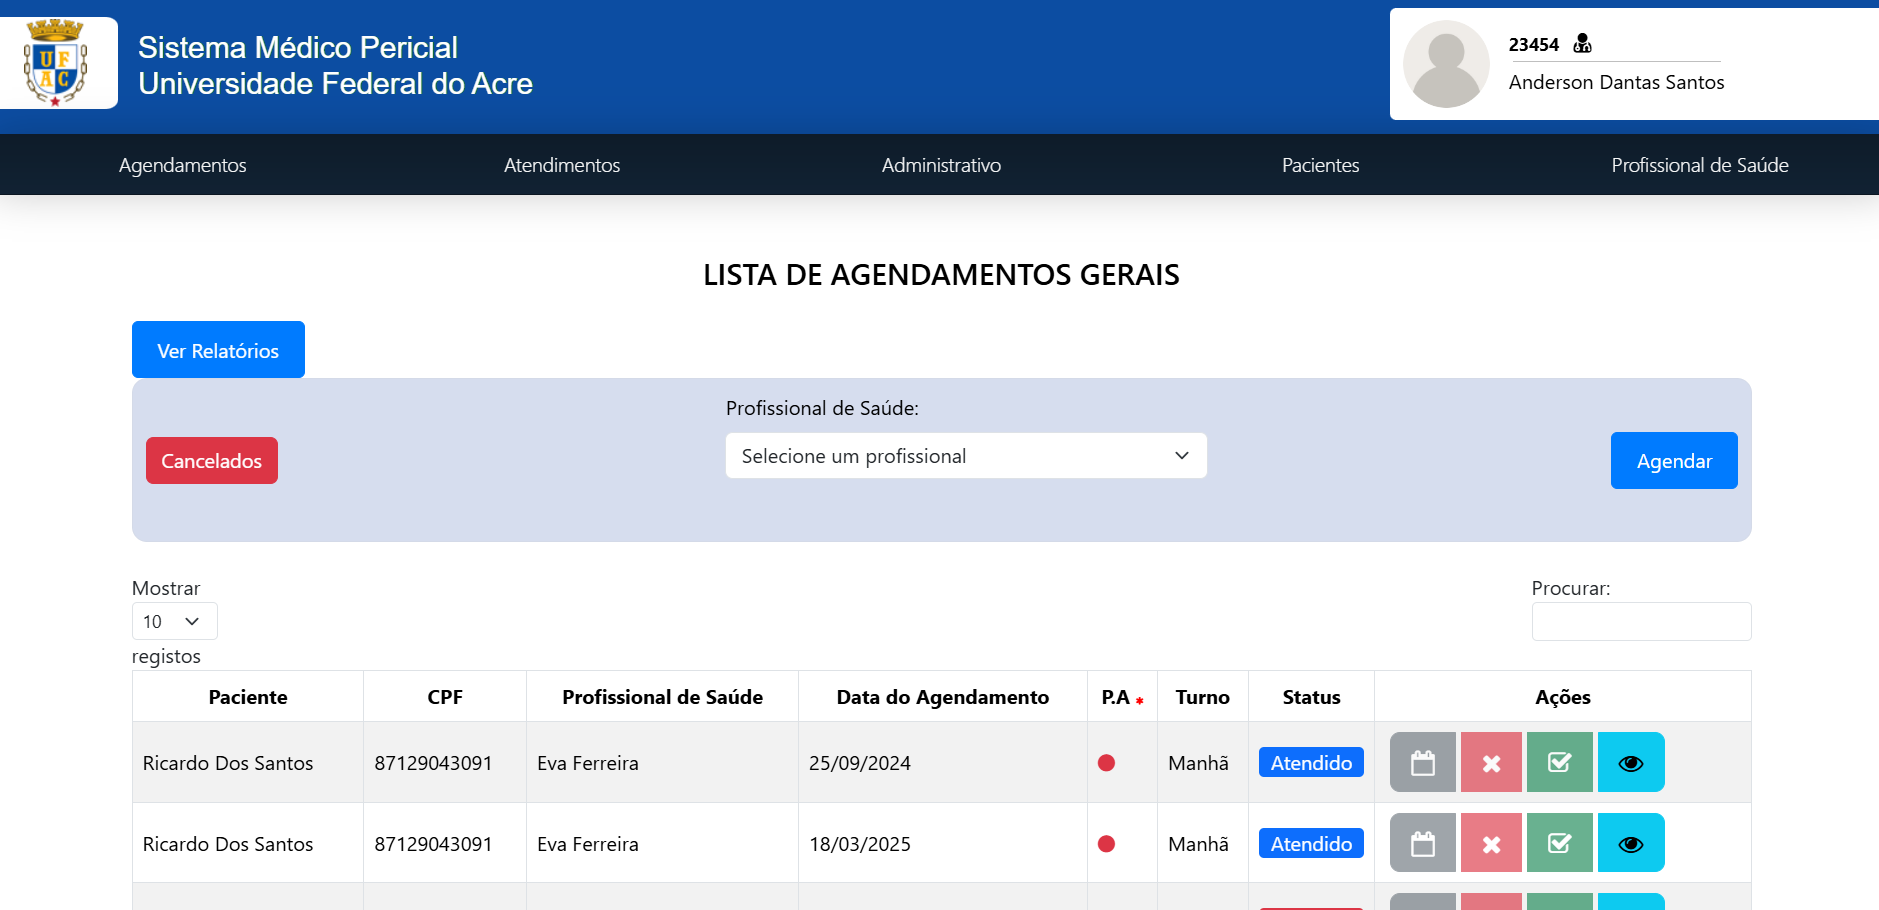 UFAC
Sistema Médico Pericial
Universidade Federal do Acre
23454
Anderson Dantas Santos
Agendamentos Atendimentos Administrativo Pacientes Profissional de Saúde
LISTA DE AGENDAMENTOS GERAIS
Ver Relatórios
Profissional de Saúde:
Cancelados Selecione um profissional Agendar
Mostrar Procurar:
10
registos
Paciente CPF Profissional de Saúde Data do Agendamento P.A * Turno Status Ações
Ricardo Dos Santos 87129043091 Eva Ferreira 25/09/2024 Manhã Atendido
Ricardo Dos Santos 87129043091 Eva Ferreira 18/03/2025 Manhã Atendido